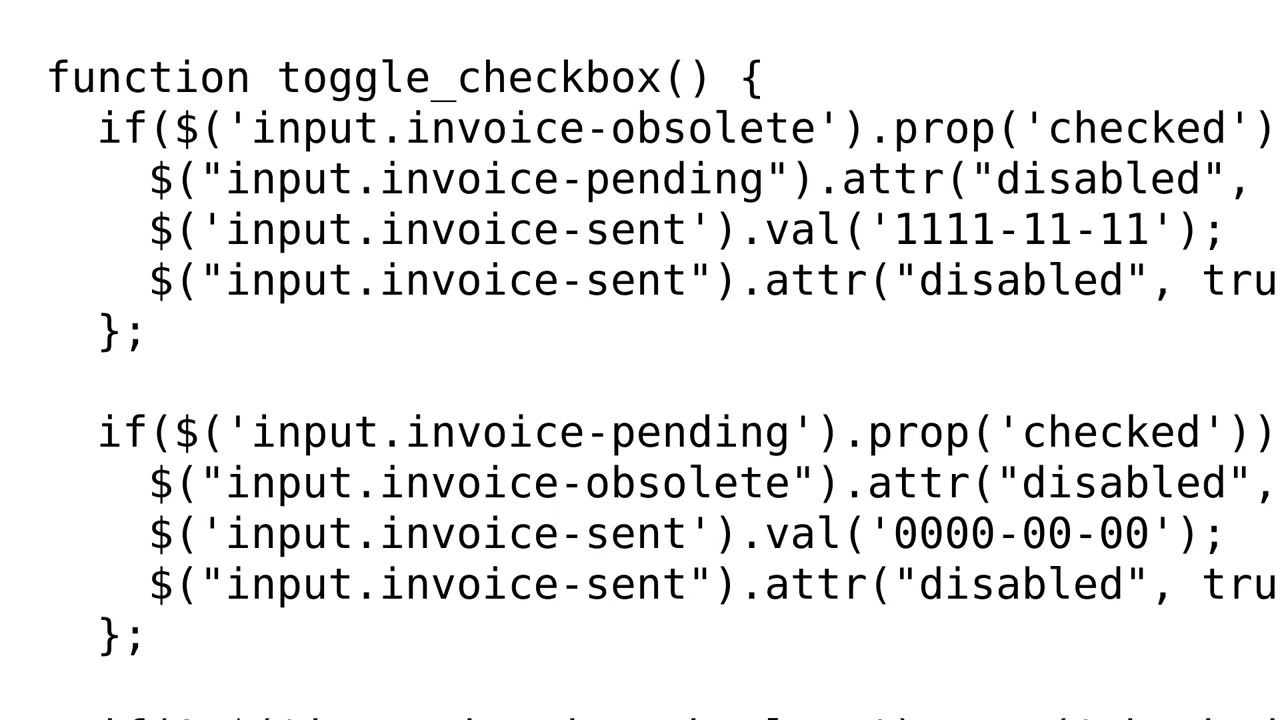 function toggle_checkbox() {
if($('input.invoice-obsolete').prop('checked')
$("input.invoice-pending").attr("disabled",
$('input.invoice-sent').val('1111-11-11');
$("input.invoice-sent").attr("disabled", tru
};
if($('input.invoice-pending').prop('checked'))
$("input.invoice-obsolete").attr("disabled",
$('input.invoice-sent').val('0000-00-00');
$("input.invoice-sent").attr("disabled", tru
};